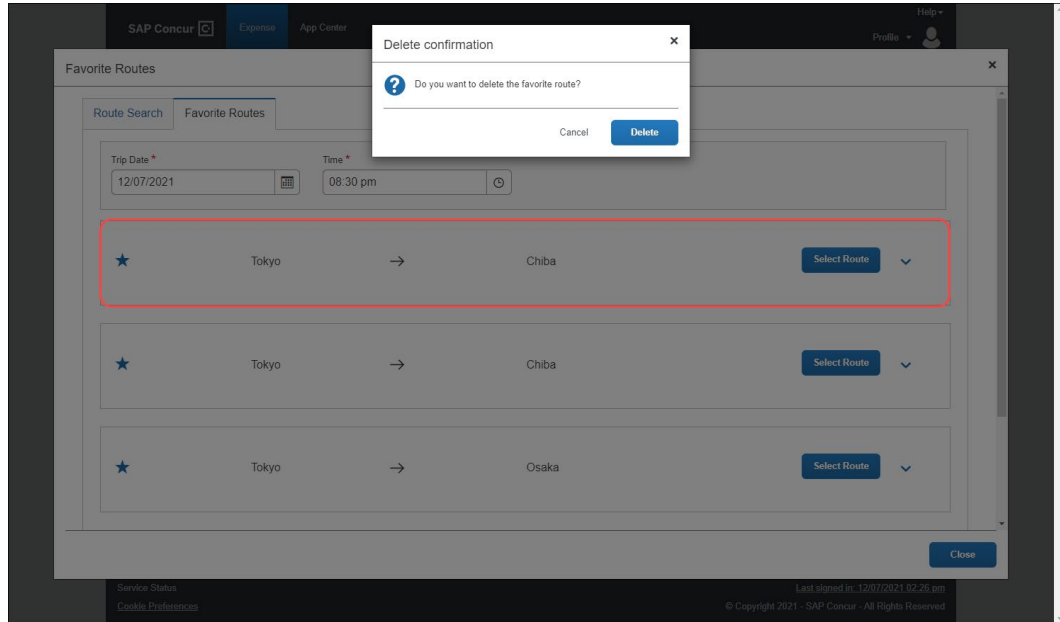 Help
SAP Concur C.
Expense
App Center
Profile
Delete confirmation
Do you want to delete the favorite route?
Cancel
Delete
Favorite Routes
Route Search
Favorite Routes
Trip Date *
Time *
12/07/2021
08:30 pm
Tokyo → Chiba
Select Route
Tokyo → Chiba
Select Route
Tokyo → Osaka
Select Route
Close
Service Status
Last signed in: 12/07/2021 02:26 pm
Cookie Preferences
© Copyright 2021 - SAP Concur - All Rights Reserved